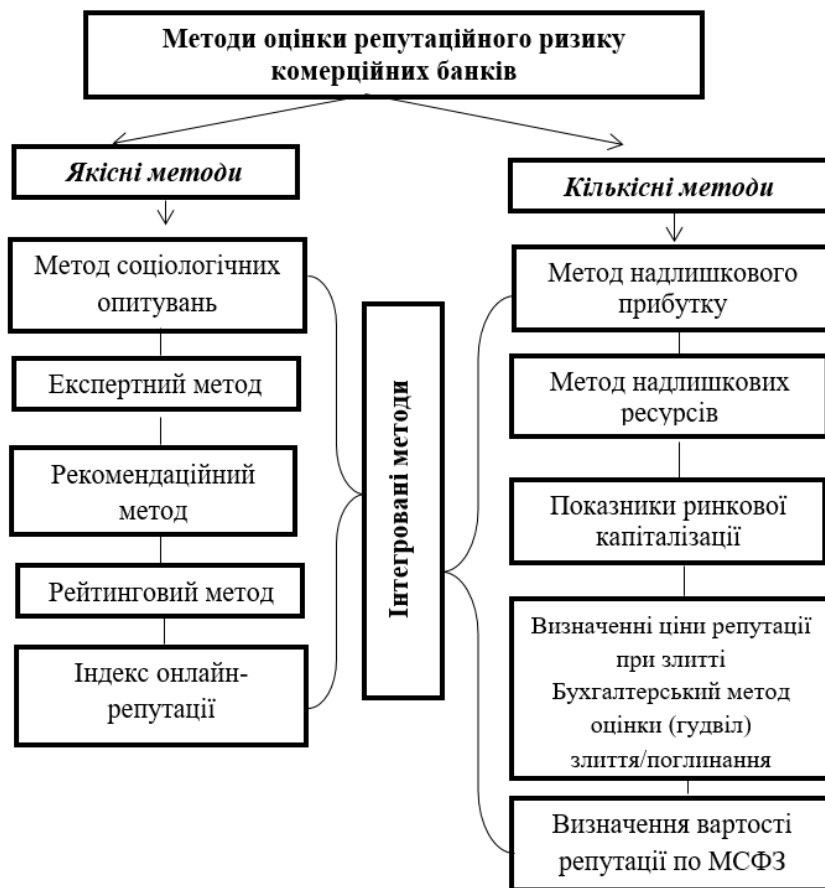 Методи оцінки репутаційного ризику
комерційних банків
Якісні методи
Метод соціологічних
опитувань
Експертний метод
Рекомендаційний
метод
Рейтинговий метод
Індекс онлайн-
репутації
Інтегровані методи
Кількісні методи
Метод надлишкового
прибутку
Метод надлишкових
ресурсів
Показники ринкової
капіталізації
Визначенні ціни репутації
при злитті
Бухгалтерський метод
оцінки (гудвіл)
злиття/поглинання
Визначення вартості
репутації по МСФЗ